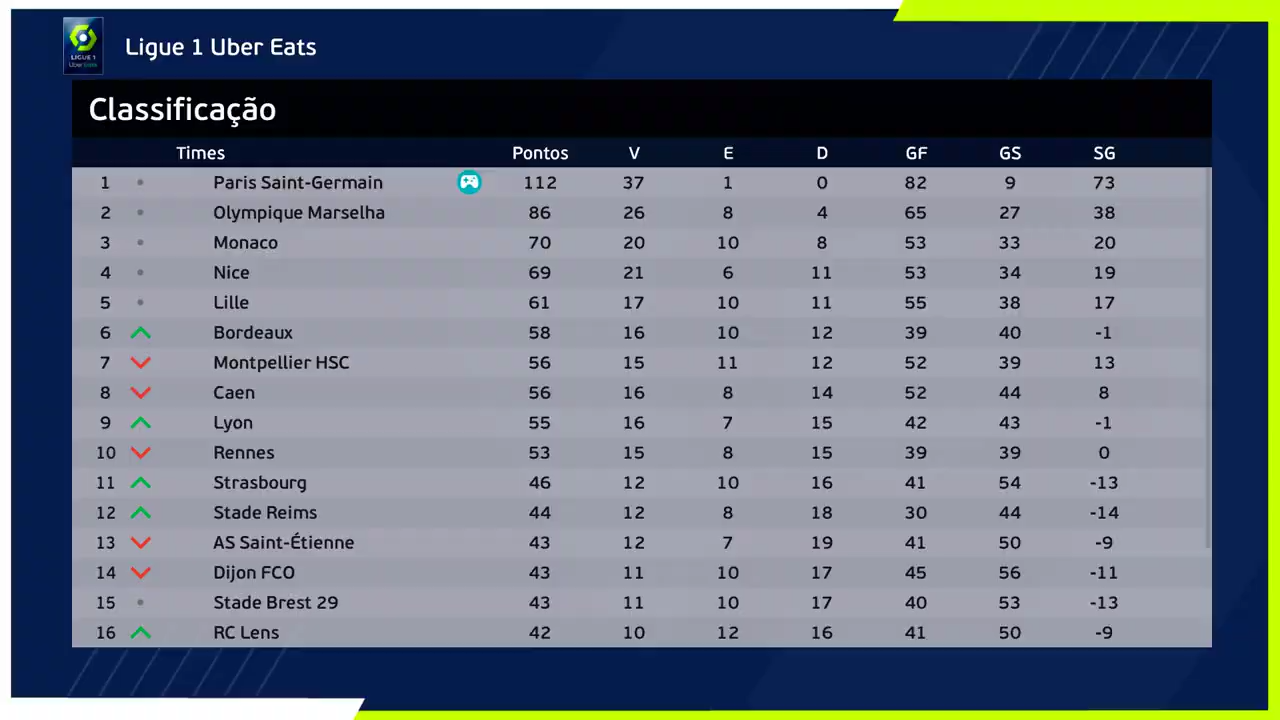 LIGUE 1
Uber Eats
Ligue 1 Uber Eats
Classificação
Times Pontos V E D GF GS SG
1 Paris Saint-Germain 112 37 1 0 82 9 73
2 Olympique Marselha 86 26 8 4 65 27 38
3 Monaco 70 20 10 8 53 33 20
4 Nice 69 21 6 11 53 34 19
5 Lille 61 17 10 11 55 38 17
6 Bordeaux 58 16 10 12 39 40 -1
7 Montpellier HSC 56 15 11 12 52 39 13
8 Caen 56 16 8 14 52 44 8
9 Lyon 55 16 7 15 42 43 -1
10 Rennes 53 15 8 15 39 39 0
11 Strasbourg 46 12 10 16 41 54 -13
12 Stade Reims 44 12 8 18 30 44 -14
13 AS Saint-Étienne 43 12 7 19 41 50 -9
14 Dijon FCO 43 11 10 17 45 56 -11
15 Stade Brest 29 43 11 10 17 40 53 -13
16 RC Lens 42 10 12 16 41 50 -9